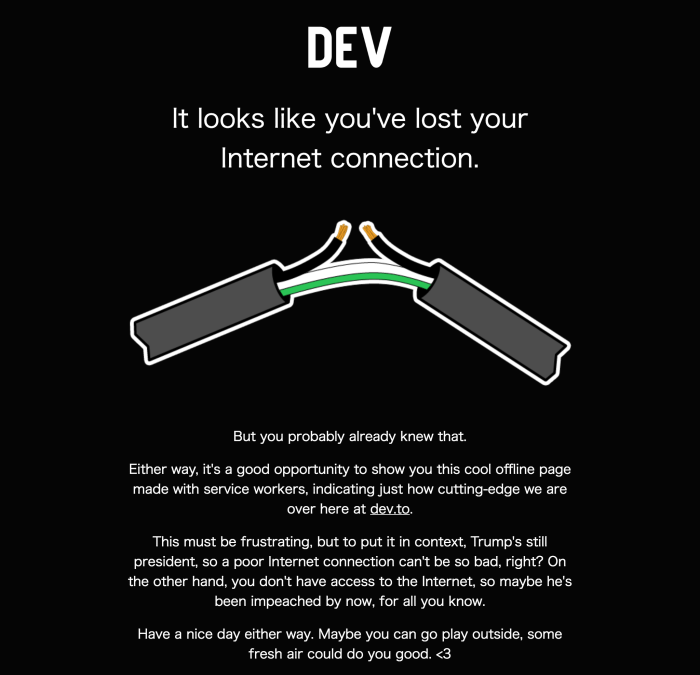 DEV
It looks like you've lost your
Internet connection.
But you probably already knew that.
Either way, it's a good opportunity to show you this cool offline page
made with service workers, indicating just how cutting-edge we are
over here at dev.to.
This must be frustrating, but to put it in context, Trump's still
president, so a poor Internet connection can't be so bad, right? On
the other hand, you don't have access to the Internet, so maybe he's
been impeached by now, for all you know.
Have a nice day either way. Maybe you can go play outside, some
fresh air could do you good. <3